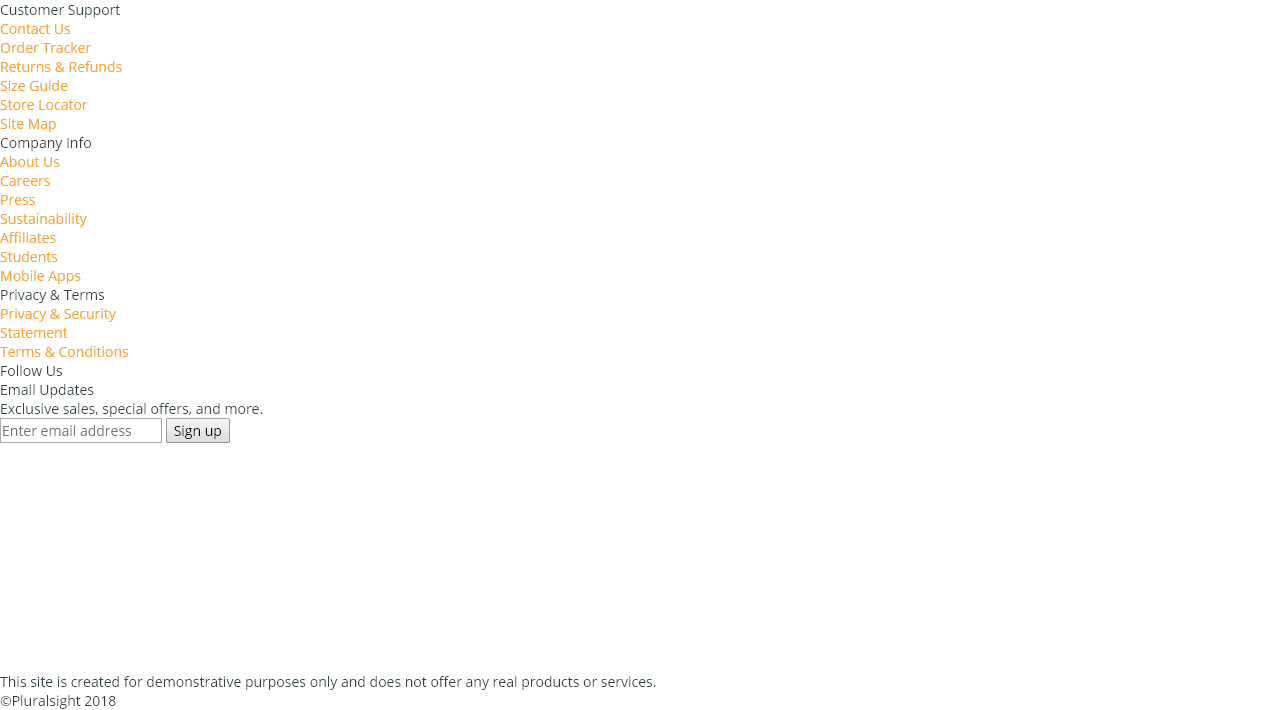 Customer Support
Contact Us
Order Tracker
Returns & Refunds
Size Guide
Store Locator
Site Map
Company Info
About Us
Careers
Press
Sustainability
Affiliates
Students
Mobile Apps
Privacy & Terms
Privacy & Security
Statement
Terms & Conditions
Follow Us
Email Updates
Exclusive sales, special offers, and more.
Enter email address Sign up
This site is created for demonstrative purposes only and does not offer any real products or services.
©Pluralsight 2018